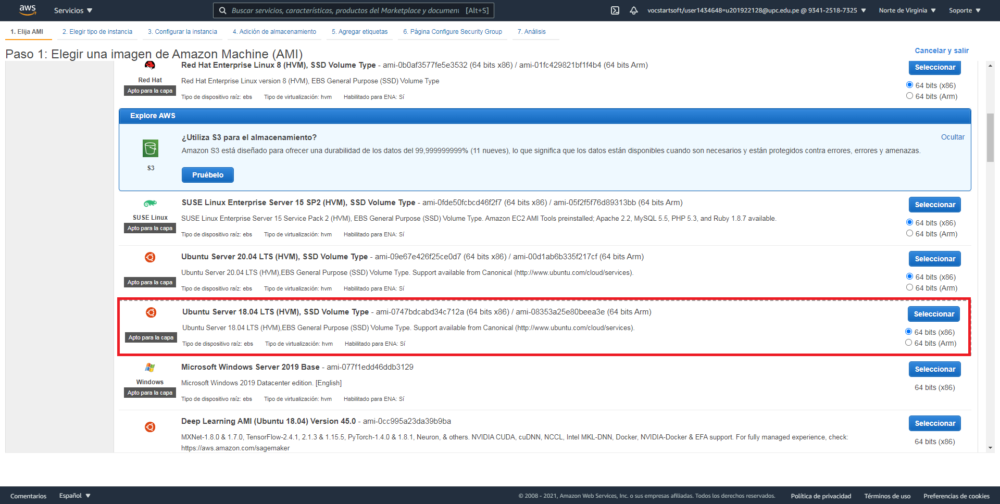 aws
Servicios
Buscar servicios, características, productos del Marketplace y document [Alt+S]
vocstartsoft/user1434648=u201922128@upc.edu.pe @ 9341-2518-7325
Norte de Virginia
Soporte
1. Elija AMI
2. Elegir tipo de instancia
3. Configurar la instancia
4. Adición de almacenamiento
5. Agregar etiquetas
6. Página Configure Security Group
7. Análisis
Paso 1: Elegir una imagen de Amazon Machine (AMI)
Cancelar y salir
Red Hat Enterprise Linux 8 (HVM), SSD Volume Type - ami-0b0af3577fe5e3532 (64 bits x86) / ami-01fc429821bf1f4b4 (64 bits Arm)
Seleccionar
Red Hat
Red Hat Enterprise Linux version 8 (HVM), EBS General Purpose (SSD) Volume Type
64 bits (x86)
Apto para la capa
Tipo de dispositivo raíz: ebs Tipo de virtualización: hvm Habilitado para ENA: Sí
64 bits (Arm)
Explore AWS
¿Utiliza S3 para el almacenamiento?
Ocultar
Amazon S3 está diseñado para ofrecer una durabilidad de los datos del 99,999999999% (11 nueves), lo que significa que los datos están disponibles cuando son necesarios y están protegidos contra errores, errores y amenazas.
S3
Pruébelo
SUSE Linux Enterprise Server 15 SP2 (HVM), SSD Volume Type - ami-0fde50fcbcd46f2f7 (64 bits x86) / ami-05f2f5f76d89313bb (64 bits Arm)
Seleccionar
SUSE Linux
SUSE Linux Enterprise Server 15 Service Pack 2 (HVM), EBS General Purpose (SSD) Volume Type. Amazon EC2 AMI Tools preinstalled; Apache 2.2, MySQL 5.5, PHP 5.3, and Ruby 1.8.7 available.
64 bits (x86)
Apto para la capa
Tipo de dispositivo raíz: ebs Tipo de virtualización: hvm Habilitado para ENA: Sí
64 bits (Arm)
Ubuntu Server 20.04 LTS (HVM), SSD Volume Type - ami-09e67e426f25ce0d7 (64 bits x86) / ami-00d1ab6b335f217cf (64 bits Arm)
Seleccionar
Ubuntu Server 20.04 LTS (HVM),EBS General Purpose (SSD) Volume Type. Support available from Canonical (http://www.ubuntu.com/cloud/services).
64 bits (x86)
Apto para la capa
Tipo de dispositivo raíz: ebs Tipo de virtualización: hvm Habilitado para ENA: Sí
64 bits (Arm)
Ubuntu Server 18.04 LTS (HVM), SSD Volume Type - ami-0747bdcabd34c712a (64 bits x86) / ami-08353a25e80beea3e (64 bits Arm)
Seleccionar
Ubuntu Server 18.04 LTS (HVM),EBS General Purpose (SSD) Volume Type. Support available from Canonical (http://www.ubuntu.com/cloud/services).
64 bits (x86)
Apto para la capa
Tipo de dispositivo raíz: ebs Tipo de virtualización: hvm Habilitado para ENA: Sí
64 bits (Arm)
Microsoft Windows Server 2019 Base - ami-077f1edd46ddb3129
Seleccionar
Windows
Microsoft Windows 2019 Datacenter edition. [English]
64 bits (x86)
Apto para la capa
Tipo de dispositivo raíz: ebs Tipo de virtualización: hvm Habilitado para ENA: Sí
Deep Learning AMI (Ubuntu 18.04) Version 45.0 - ami-0cc995a23da39b9ba
Seleccionar
MXNet-1.8.0 & 1.7.0, TensorFlow-2.4.1, 2.1.3 & 1.15.5, PyTorch-1.4.0 & 1.8.1, Neuron, & others. NVIDIA CUDA, cuDNN, NCCL, Intel MKL-DNN, Docker, NVIDIA-Docker & EFA support. For fully managed experience, check:
https://aws.amazon.com/sagemaker
64 bits (x86)
Comentarios
Español
© 2008 - 2021, Amazon Web Services, Inc. o sus empresas afiliadas. Todos los derechos reservados.
Política de privacidad
Términos de uso
Preferencias de cookies